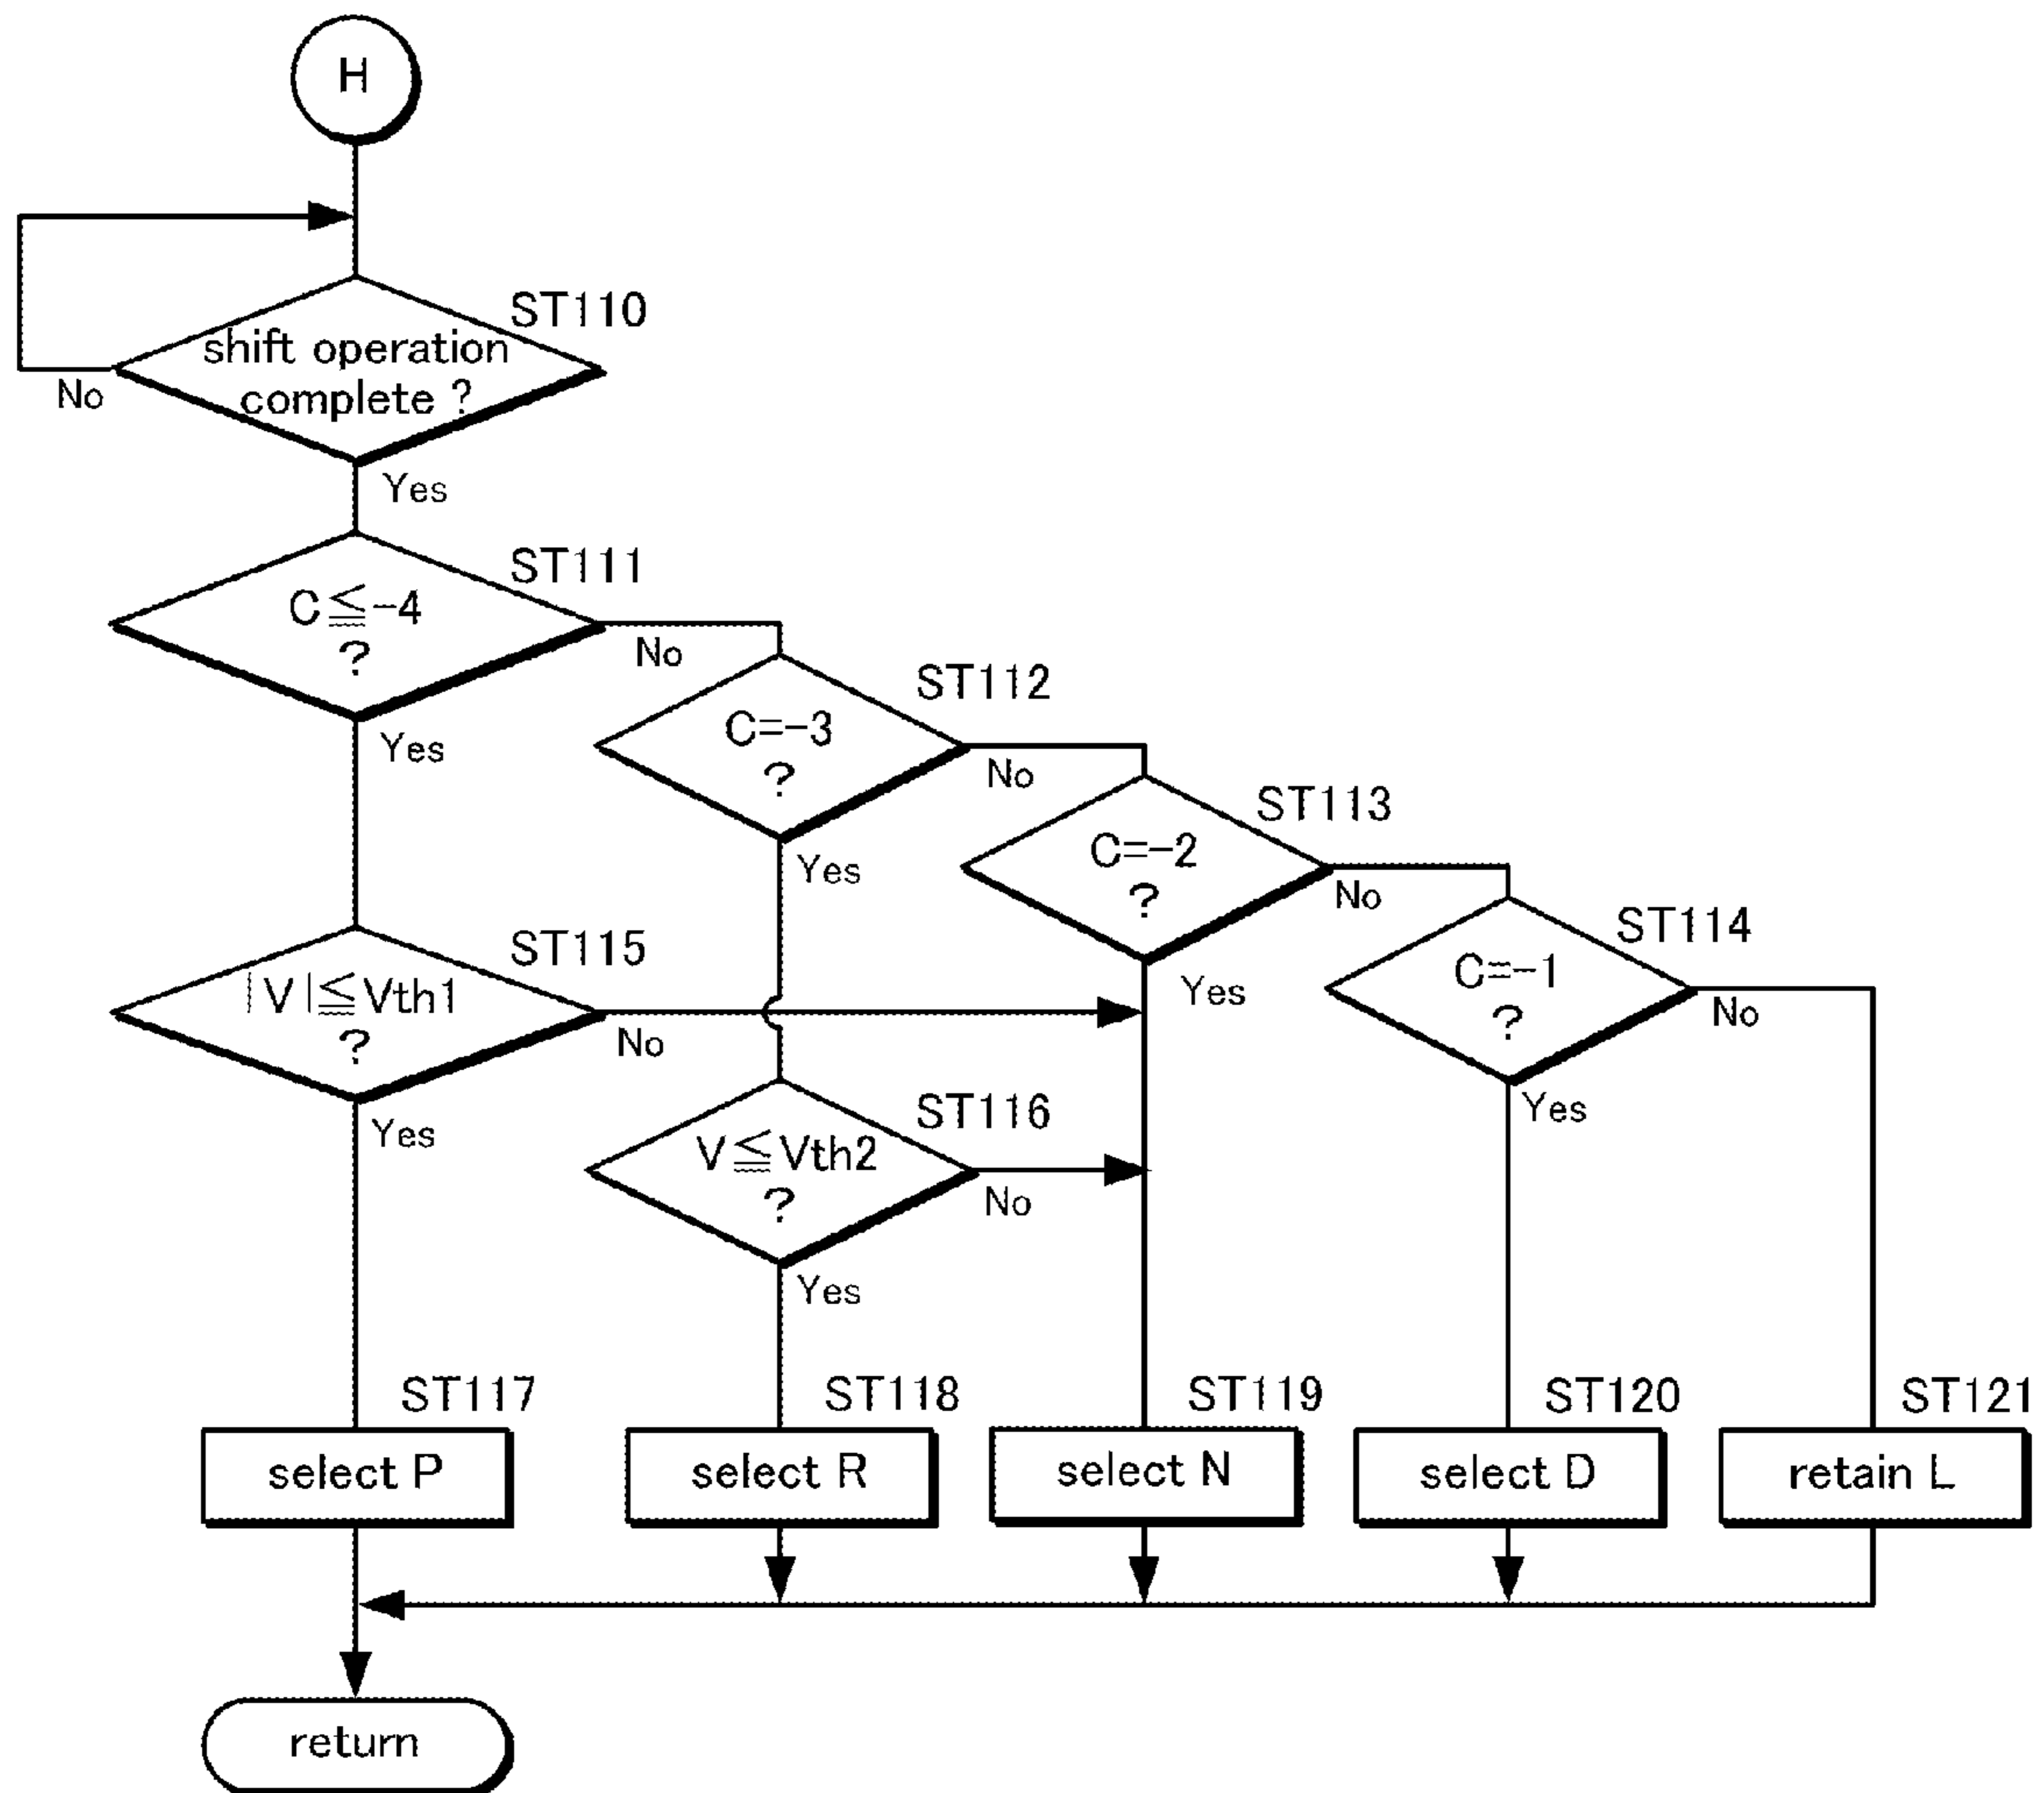 H
ST110
shift operation
complete ?
No
Yes
ST111
C≦-4
?
No
Yes
ST112
C=-3
?
No
Yes
ST113
C=-2
?
No
Yes
ST114
C=-1
?
No
Yes
ST115
|V|≦Vth1
?
No
Yes
ST116
V≦Vth2
?
No
Yes
ST117
select P
ST118
select R
ST119
select N
ST120
select D
ST121
retain L
return